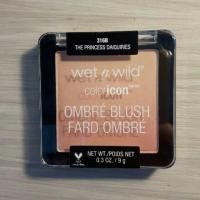 316B
THE PRINCESS DAIQUIRIES
wet n wild®
coloricon
OMBRÉ BLUSH
FARD OMBRÉ
NET WT./POIDS NET
0.3 OZ. / 9 g